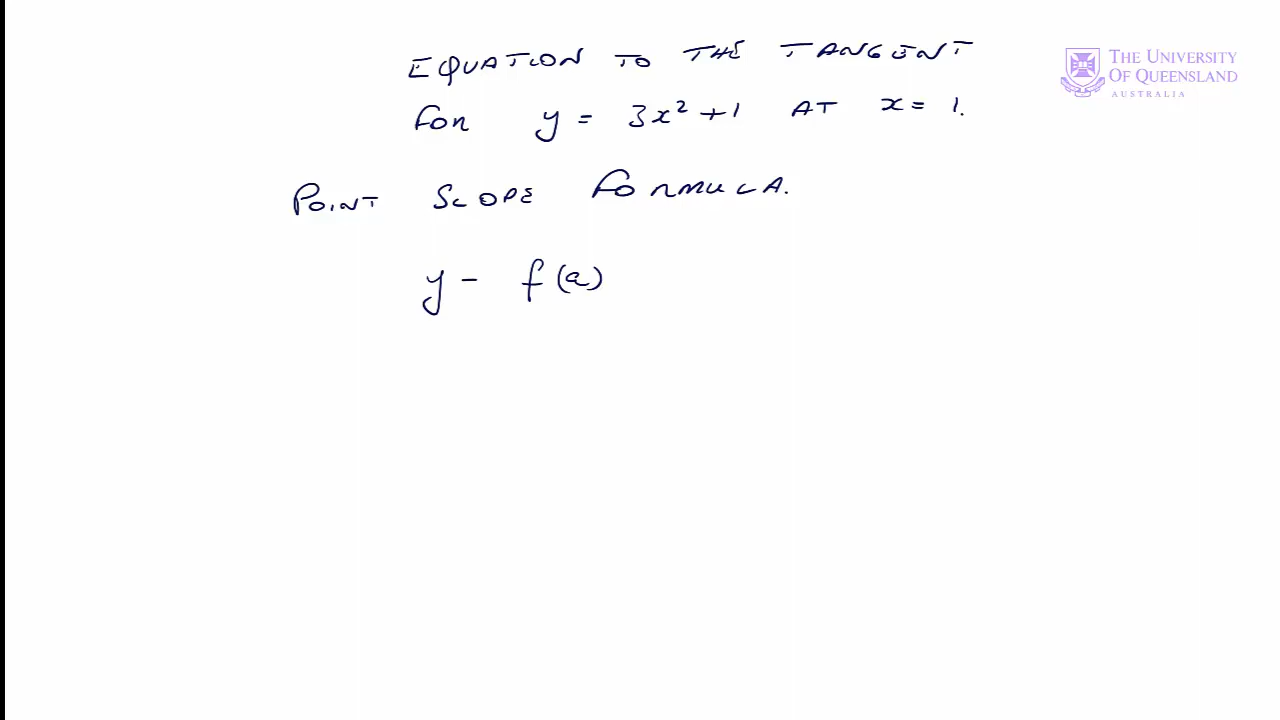 EQUATION TO THE TANGENT
THE UNIVERSITY
OF QUEENSLAND
AUSTRALIA
FOR y = 3x² + 1 AT x = 1.
POINT SLOPE FORMULA.
y - f(a)